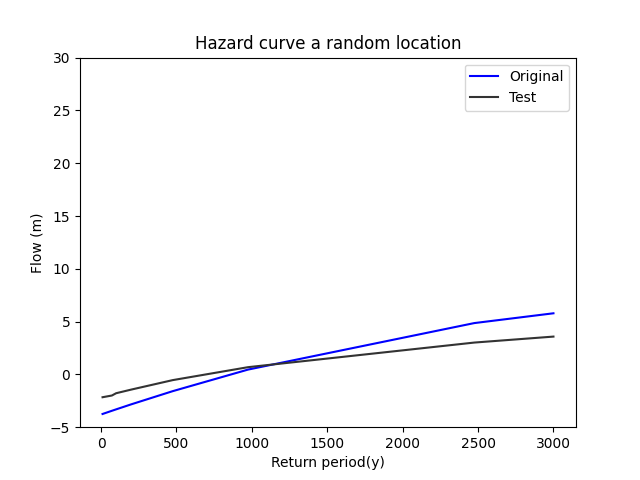 Hazard curve a random location
Original
Test
30
25
20
15
10
5
0
−5
Flow (m)
0 500 1000 1500 2000 2500 3000
Return period(y)